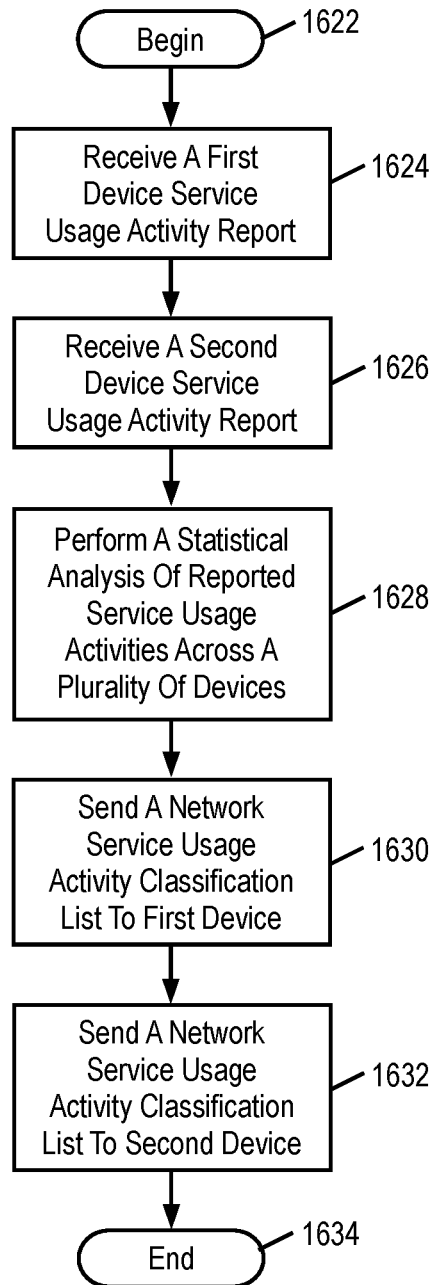 Begin
1622
Receive A First
Device Service
Usage Activity Report
1624
Receive A Second
Device Service
Usage Activity Report
1626
Perform A Statistical
Analysis Of Reported
Service Usage
Activities Across A
Plurality Of Devices
1628
Send A Network
Service Usage
Activity Classification
List To First Device
1630
Send A Network
Service Usage
Activity Classification
List To Second Device
1632
End
1634